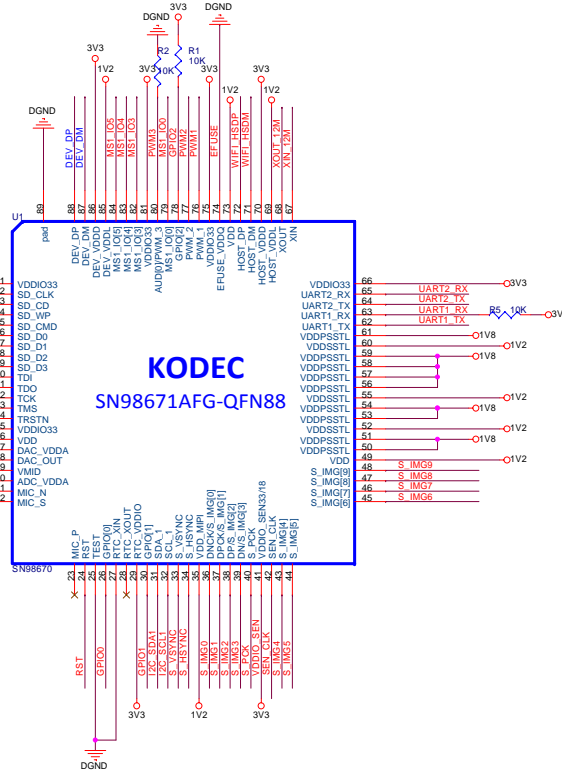 DGND
3V3
DGND
3V3
R2
10K
R1
10K
3V3
1V2
3V3
3V3
1V2
3V3
1V2
DGND
DEV_DP
DEV_DM
MS1_IO5
MS1_IO4
MS1_IO3
PWM3
MS1_IO0
GPIO2
PWM2
PWM1
EFUSE
WIFI_HSDP
WIFI_HSDM
XOUT_12M
XIN_12M
89
88
87
86
85
84
83
82
81
80
79
78
77
76
75
74
73
72
71
70
69
68
67
U1
pad
DEV_DP
DEV_DM
DEV_VDDD
DEV_VDDL
MS1_IO[5]
MS1_IO[4]
MS1_IO[3]
VDDIO33
AUD[0]/PWM_3
MS1_IO[0]
GPIO[2]
PWM_2
PWM_1
VDDIO33
EFUSE_VDDQ
VDD
HOST_DP
HOST_DM
HOST_VDDD
HOST_VDDL
XOUT
XIN
VDDIO33
SD_CLK
SD_CD
SD_WP
SD_CMD
SD_D0
SD_D1
SD_D2
SD_D3
TDI
TDO
TCK
TMS
TRSTN
VDDIO33
VDD
DAC_VDDA
DAC_OUT
VMID
ADC_VDDA
MIC_N
MIC_S
KODEC
SN98671AFG-QFN88
VDDIO33 66 3V3
UART2_RX 65 UART2_RX
UART2_TX 64 UART2_TX
UART1_RX 63 UART1_RX R5 10K
UART1_TX 62 UART1_TX
VDDPSSTL 61 1V8
VDDPSSTL 60 1V2
VDDPSSTL 59 1V8
VDDPSSTL 58
VDDPSSTL 57
VDDPSSTL 56
VDDPSSTL 55 1V2
VDDPSSTL 54 1V8
VDDPSSTL 53
VDDPSSTL 52 1V2
VDDPSSTL 51 1V8
VDDPSSTL 50
VDD 49 1V2
S_IMG[9] 48 S_IMG9
S_IMG[8] 47 S_IMG8
S_IMG[7] 46 S_IMG7
S_IMG[6] 45 S_IMG6
MIC_P
RST
TEST
GPIO[0]
RTC_XIN
RTC_XOUT
RTC_VDDIO
GPIO[1]
SDA_1
SCL_1
S_VSYNC
S_HSYNC
VDD_MIPI
DNCK/S_IMG[0]
DPCK/S_IMG[1]
DP/S_IMG[2]
DN/S_IMG[3]
S_PCK
VDDIO_SEN33/18
SEN_CLK
S_IMG[4]
S_IMG[5]
SN98670
23
24
25
26
27
28
29
30
31
32
33
34
35
36
37
38
39
40
41
42
43
44
RST
GPIO0
GPIO1
I2C_SDA1
I2C_SCL1
S_VSYNC
S_HSYNC
S_IMG0
S_IMG1
S_IMG2
S_IMG3
S_PCK
VDDIO_SEN
SEN_CLK
S_IMG4
S_IMG5
3V3
1V2
3V3
DGND